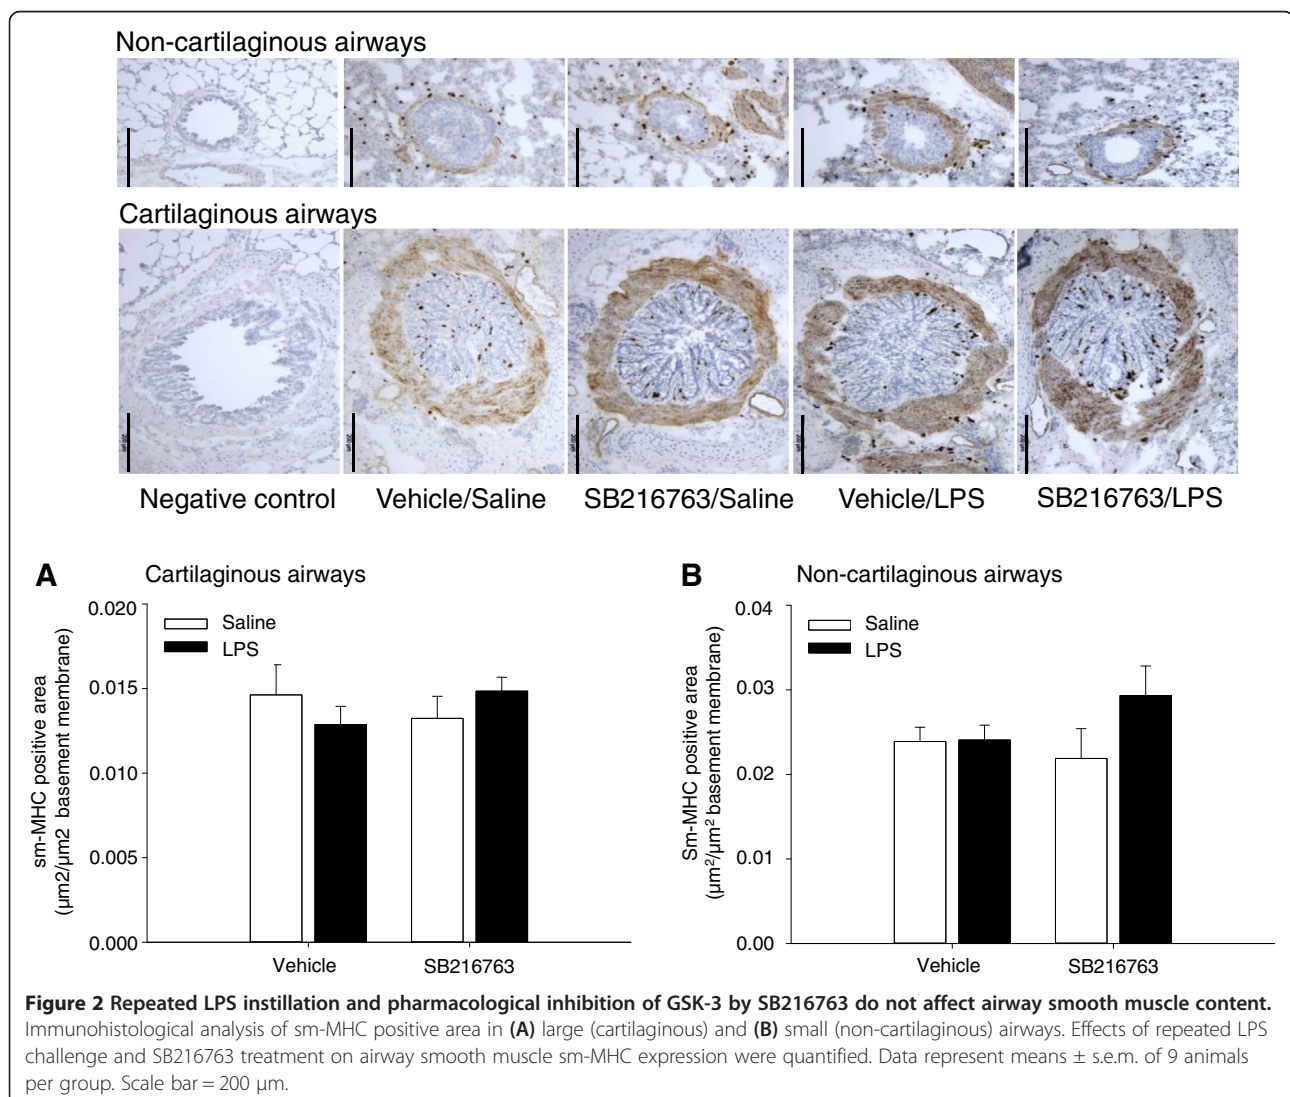 Non-cartilaginous airways
Cartilaginous airways
Negative control
Vehicle/Saline
SB216763/Saline
Vehicle/LPS
SB216763/LPS
A
Cartilaginous airways
sm-MHC positive area
(µm2/µm2 basement membrane)
0.020
0.015
0.010
0.005
0.000
Saline
LPS
Vehicle
SB216763
B
Non-cartilaginous airways
Sm-MHC positive area
(µm²/µm² basement membrane)
0.04
0.03
0.02
0.01
0.00
Saline
LPS
Vehicle
SB216763
Figure 2 Repeated LPS instillation and pharmacological inhibition of GSK-3 by SB216763 do not affect airway smooth muscle content.
Immunohistological analysis of sm-MHC positive area in (A) large (cartilaginous) and (B) small (non-cartilaginous) airways. Effects of repeated LPS
challenge and SB216763 treatment on airway smooth muscle sm-MHC expression were quantified. Data represent means ± s.e.m. of 9 animals
per group. Scale bar = 200 µm.